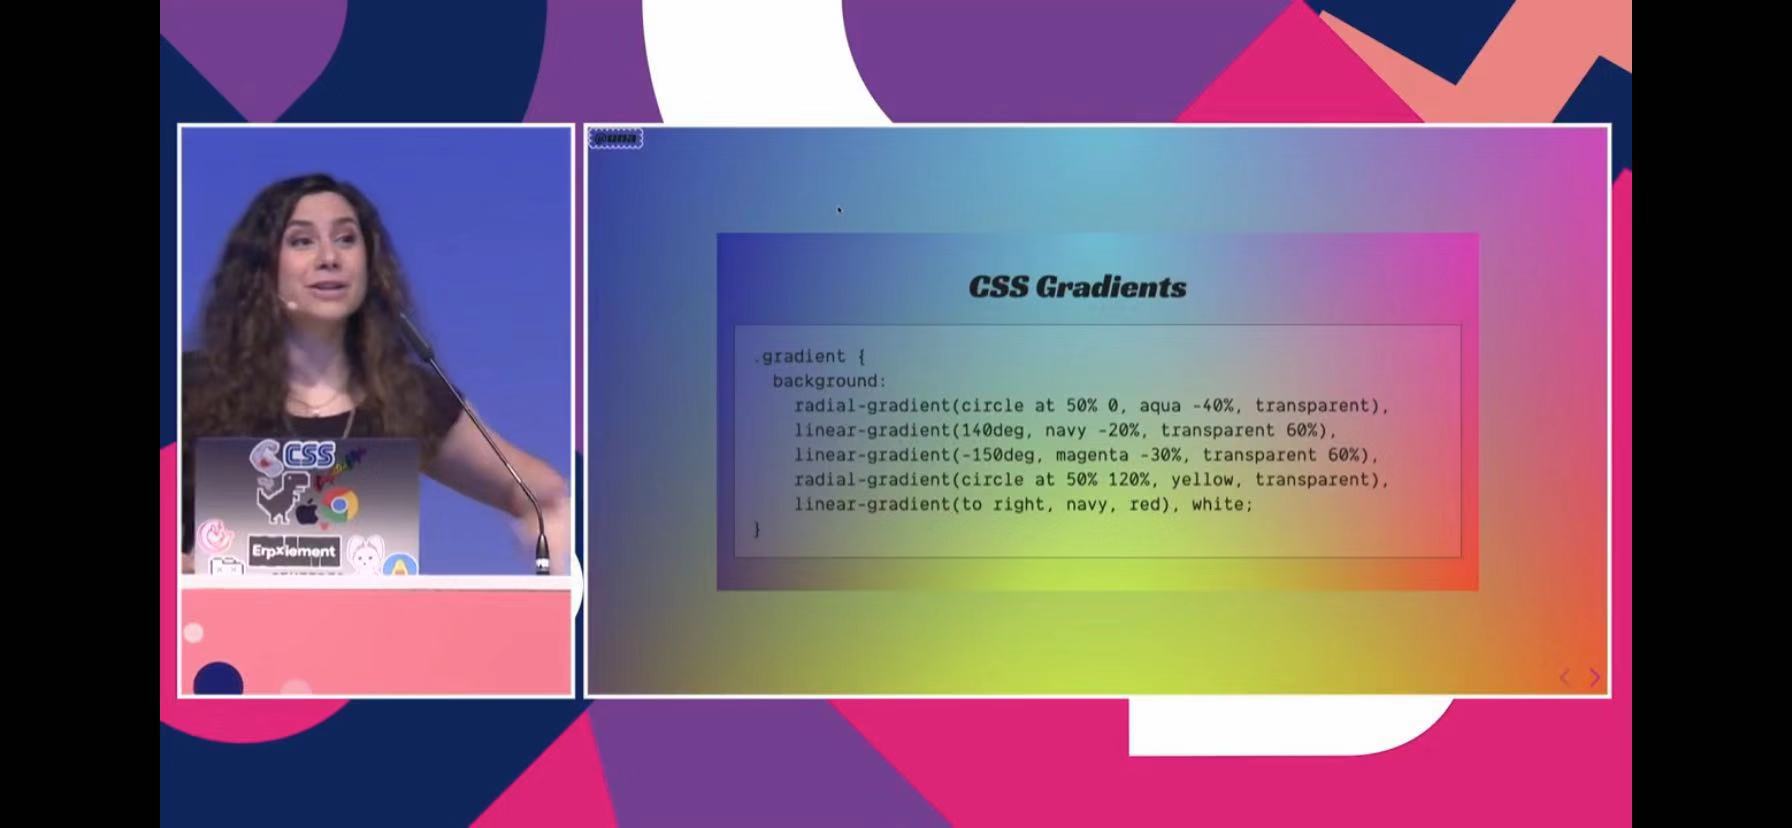 CSS Gradients
.gradient {
background:
radial-gradient(circle at 50% 0, aqua -40%, transparent),
linear-gradient(140deg, navy -20%, transparent 60%),
linear-gradient(-150deg, magenta -30%, transparent 60%),
radial-gradient(circle at 50% 120%, yellow, transparent),
linear-gradient(to right, navy, red), white;
}
CSS